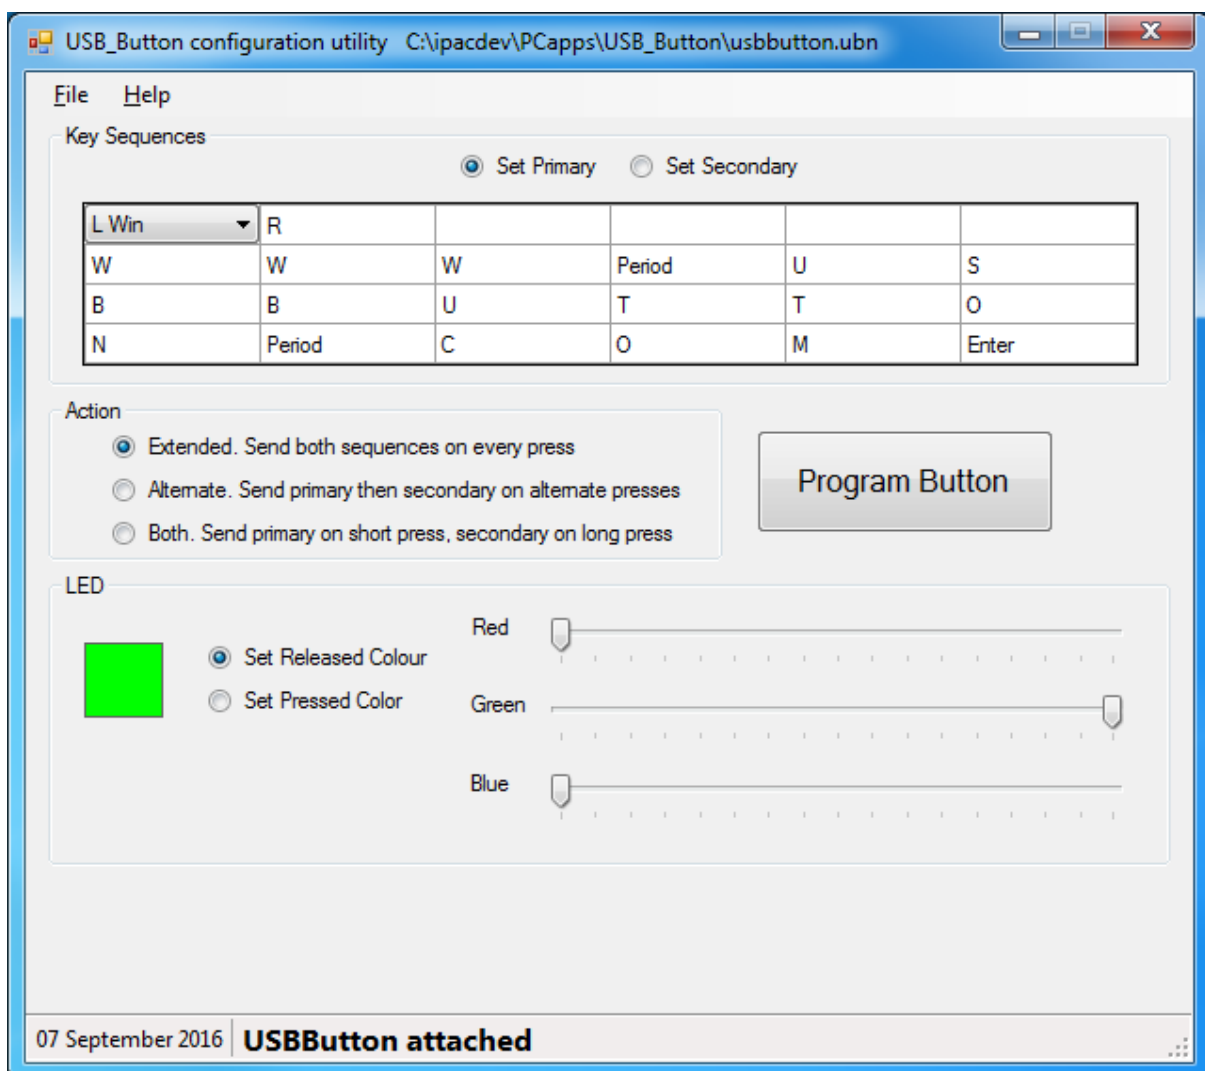 USB_Button configuration utility C:\ipacdev\PCapps\USB_Button\usbbutton.ubn
File Help
Key Sequences
Set Primary Set Secondary
L Win R
W W W Period U S
B B U T T O
N Period C O M Enter
Action
Extended. Send both sequences on every press
Alternate. Send primary then secondary on alternate presses
Both. Send primary on short press, secondary on long press
Program Button
LED
Red
Set Released Colour
Set Pressed Color
Green
Blue
07 September 2016 USBButton attached